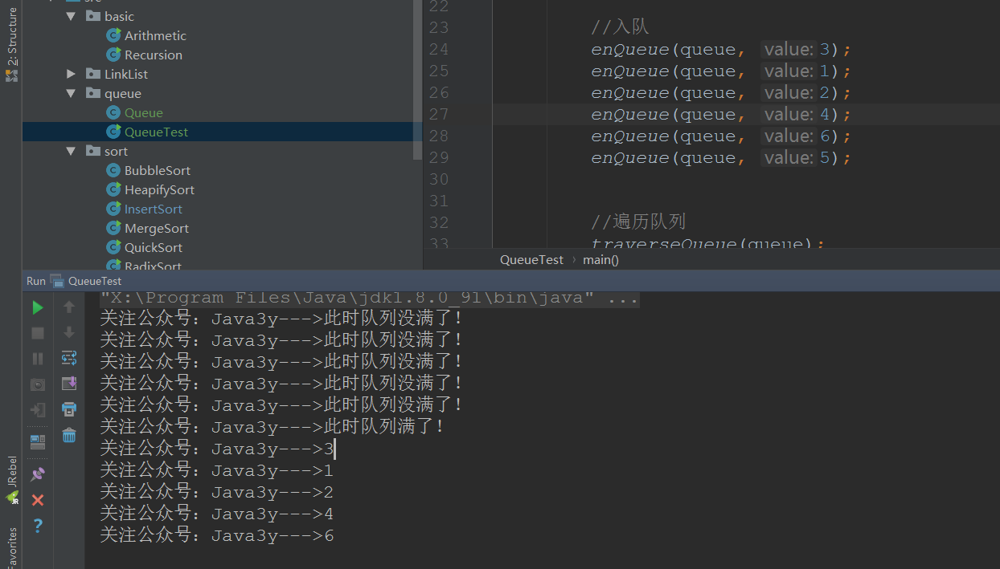 src
basic
Arithmetic
Recursion
LinkList
queue
Queue
QueueTest
sort
BubbleSort
HeapifySort
InsertSort
MergeSort
QuickSort
RadixSort
2: Structure
22
23 //入队
24 enQueue(queue, value: 3);
25 enQueue(queue, value: 1);
26 enQueue(queue, value: 2);
27 enQueue(queue, value: 4);
28 enQueue(queue, value: 6);
29 enQueue(queue, value: 5);
30
31
32 //遍历队列
33 traverseQueue(queue);
QueueTest › main()
Run QueueTest
"X:\Program Files\Java\jdk1.8.0_91\bin\java" ...
关注公众号：Java3y--->此时队列没满了！
关注公众号：Java3y--->此时队列没满了！
关注公众号：Java3y--->此时队列没满了！
关注公众号：Java3y--->此时队列没满了！
关注公众号：Java3y--->此时队列没满了！
关注公众号：Java3y--->此时队列满了！
关注公众号：Java3y--->3
关注公众号：Java3y--->1
关注公众号：Java3y--->2
关注公众号：Java3y--->4
关注公众号：Java3y--->6
JRebel
JR
Favorites